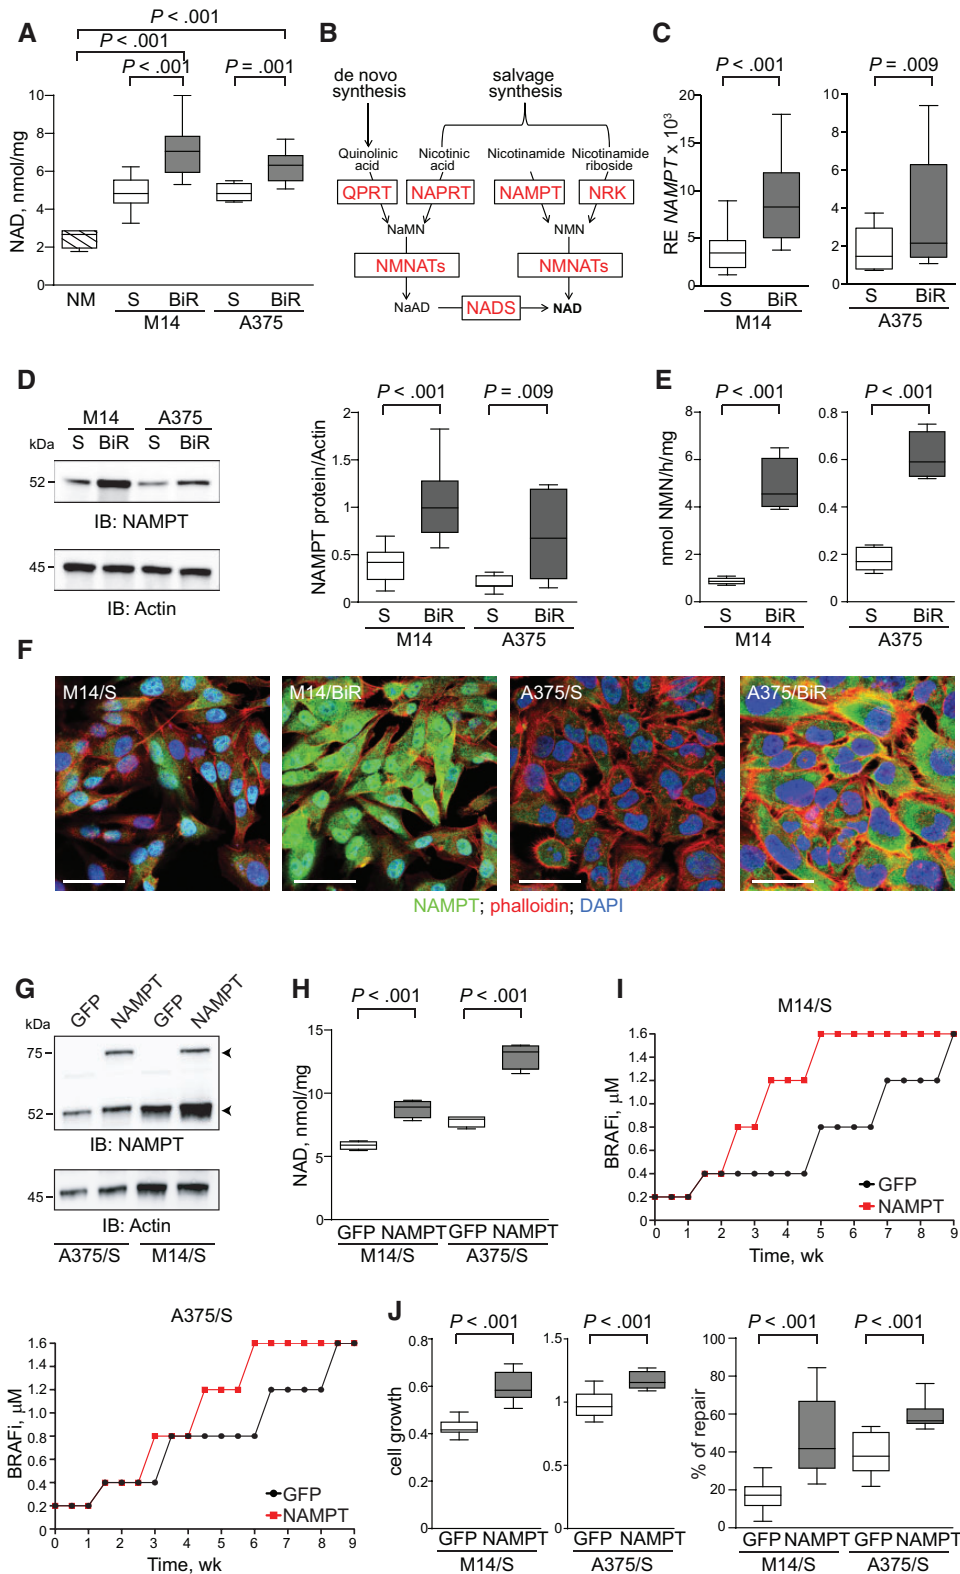 A
P < .001
P < .001
P < .001
P = .001
NAD, nmol/mg
10
8
6
4
2
0
NM
S
BiR
S
BiR
M14
A375
B
de novo
synthesis
salvage
synthesis
Quinolinic
acid
Nicotinic
acid
Nicotinamide
Nicotinamide
riboside
QPRT
NAPRT
NAMPT
NRK
NaMN
NMN
NMNATs
NMNATs
NaAD
NADS
NAD
C
P < .001
P = .009
RE NAMPT x 10³
20
15
10
5
0
S
BiR
M14
10
8
6
4
2
0
S
BiR
A375
D
M14
A375
kDa
S
BiR
S
BiR
52
IB: NAMPT
45
IB: Actin
P < .001
P = .009
NAMPT protein/Actin
2
1.5
1
0.5
0
S
BiR
S
BiR
M14
A375
E
P < .001
P < .001
nmol NMN/h/mg
8
6
4
2
0
S
BiR
M14
0.8
0.6
0.4
0.2
0
S
BiR
A375
F
M14/S
M14/BiR
A375/S
A375/BiR
NAMPT; phalloidin; DAPI
G
GFP
NAMPT
GFP
NAMPT
kDa
75
52
IB: NAMPT
45
IB: Actin
A375/S
M14/S
H
P < .001
P < .001
NAD, nmol/mg
15
10
5
0
GFP NAMPT
GFP NAMPT
M14/S
A375/S
I
M14/S
BRAFi, μM
1.6
1.2
1.6
0.8
0.4
0.2
GFP
NAMPT
0 1 2 3 4 5 6 7 8 9
Time, wk
A375/S
BRAFi, μM
1.6
1.6
1.2
0.8
0.4
0.2
GFP
NAMPT
0 1 2 3 4 5 6 7 8 9
Time, wk
J
P < .001
P < .001
cell growth
0.8
0.6
0.4
0
GFP NAMPT
M14/S
1.5
1
0.5
0
GFP NAMPT
A375/S
P < .001
P < .001
% of repair
100
80
60
40
20
0
GFP NAMPT
GFP NAMPT
M14/S
A375/S